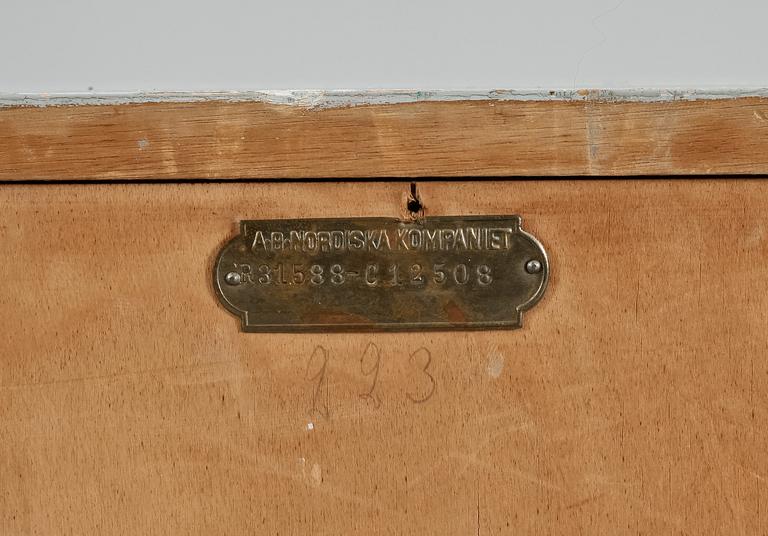 A·B·NORDISKA KOMPANIET
R31588-C12508
223